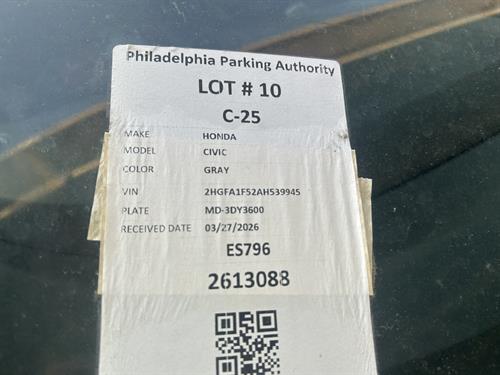 Philadelphia Parking Authority
LOT # 10
C-25
MAKE HONDA
MODEL CIVIC
COLOR GRAY
VIN 2HGFA1F52AH539945
PLATE MD-3DY3600
RECEIVED DATE 03/27/2026
ES796
2613088